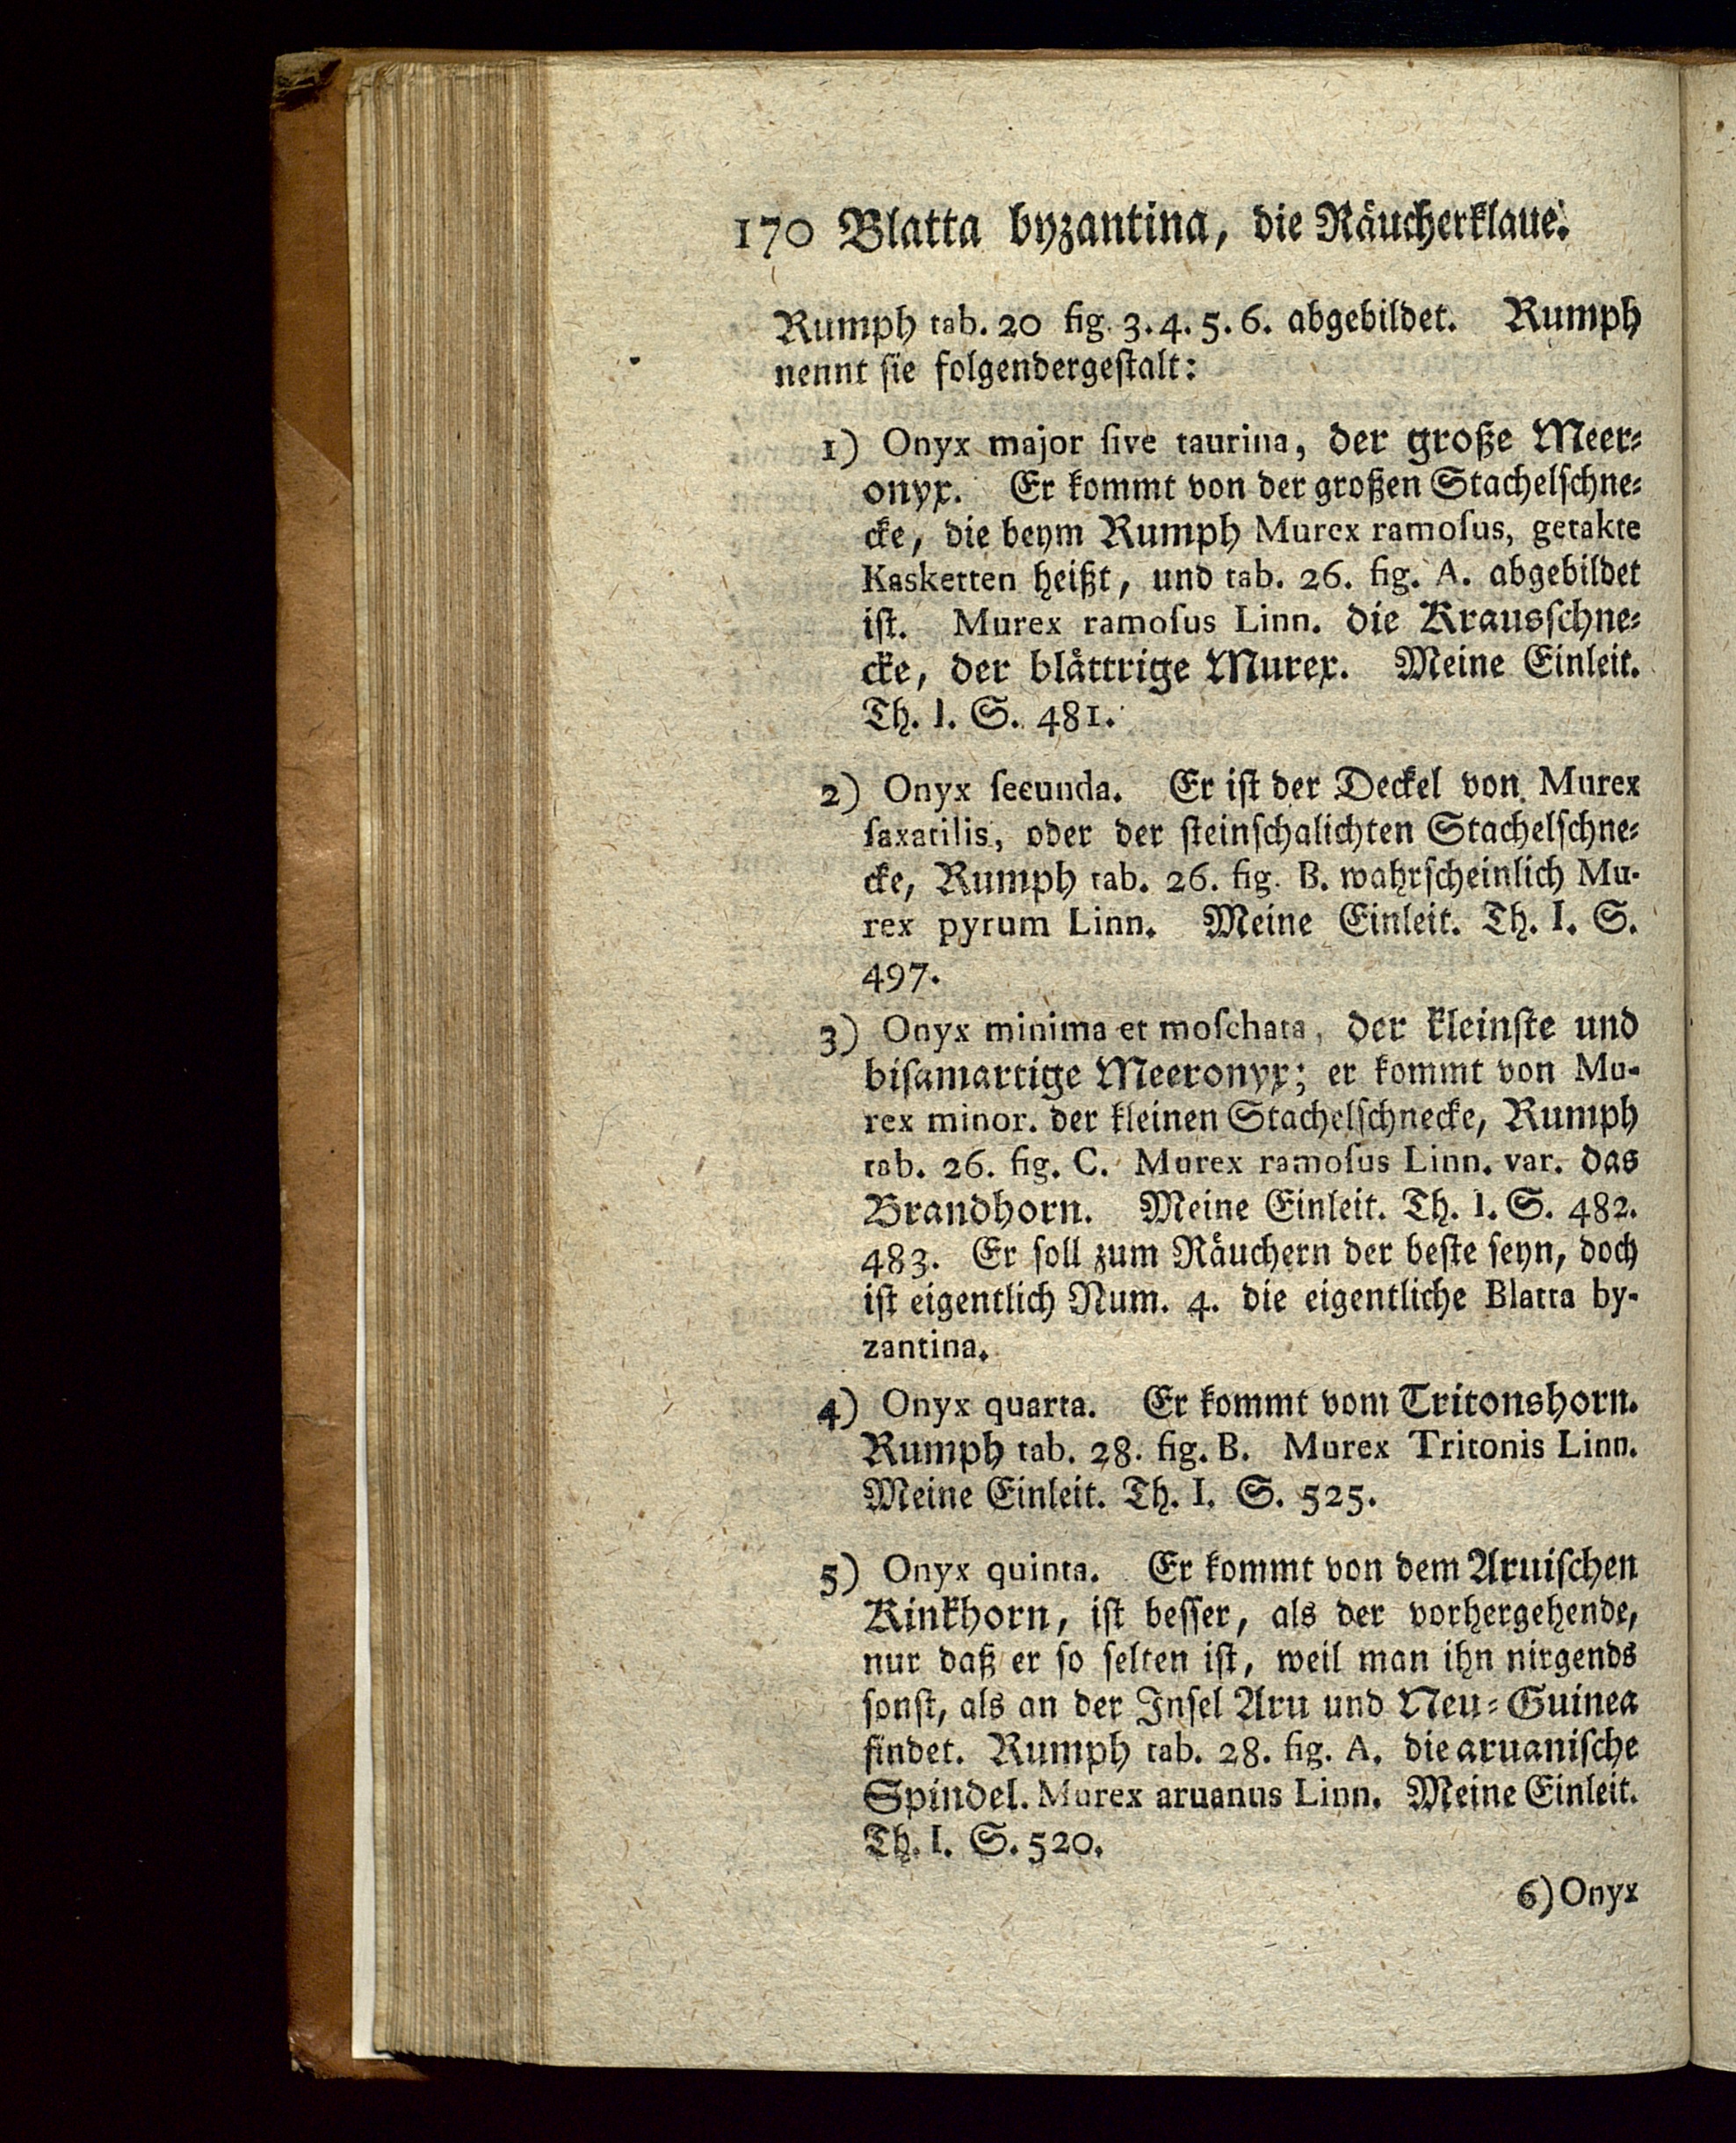 170 Blatta byzantina, die Räucherklaue.
Rumph tab. 20 fig. 3. 4. 5. 6. abgebildet. Rumph
nennt ſie folgendergeſtalt:
1) Onyx major ſive taurina, der große Meer⸗
onyx. Er kommt von der großen Stachelſchne⸗
cke, die beym Rumph Murex ramoſus, getakte
Kasketten heißt, und tab. 26. fig. A. abgebildet
iſt. Murex ramoſus Linn. die Krausſchne⸗
cke, der blättrige Murex. Meine Einleit.
Th. I. S. 481.
2) Onyx ſecunda. Er iſt der Deckel von Murex
ſaxatilis, oder der ſteinſchalichten Stachelſchne⸗
cke, Rumph tab. 26. fig. B. wahrſcheinlich Mu-
rex pyrum Linn. Meine Einleit. Th. I. S.
497.
3) Onyx minima et moſchata, der kleinſte und
biſamartige Meeronyx; er kommt von Mu-
rex minor. der kleinen Stachelſchnecke, Rumph
tab. 26. fig. C. Murex ramoſus Linn. var. das
Brandhorn. Meine Einleit. Th. I. S. 482.
483. Er ſoll zum Räuchern der beſte ſeyn, doch
iſt eigentlich Num. 4. die eigentliche Blatta by-
zantina.
4) Onyx quarta. Er kommt vom Tritonshorn.
Rumph tab. 28. fig. B. Murex Tritonis Linn.
Meine Einleit. Th. I. S. 525.
5) Onyx quinta. Er kommt von dem Aruiſchen
Kinkhorn, iſt beſſer, als der vorhergehende,
nur daß er ſo ſelten iſt, weil man ihn nirgends
ſonſt, als an der Inſel Aru und Neu⸗Guinea
findet. Rumph tab. 28. fig. A. die aruaniſche
Spindel. Murex aruanus Linn. Meine Einleit.
Th. I. S. 520.
6) Onyx